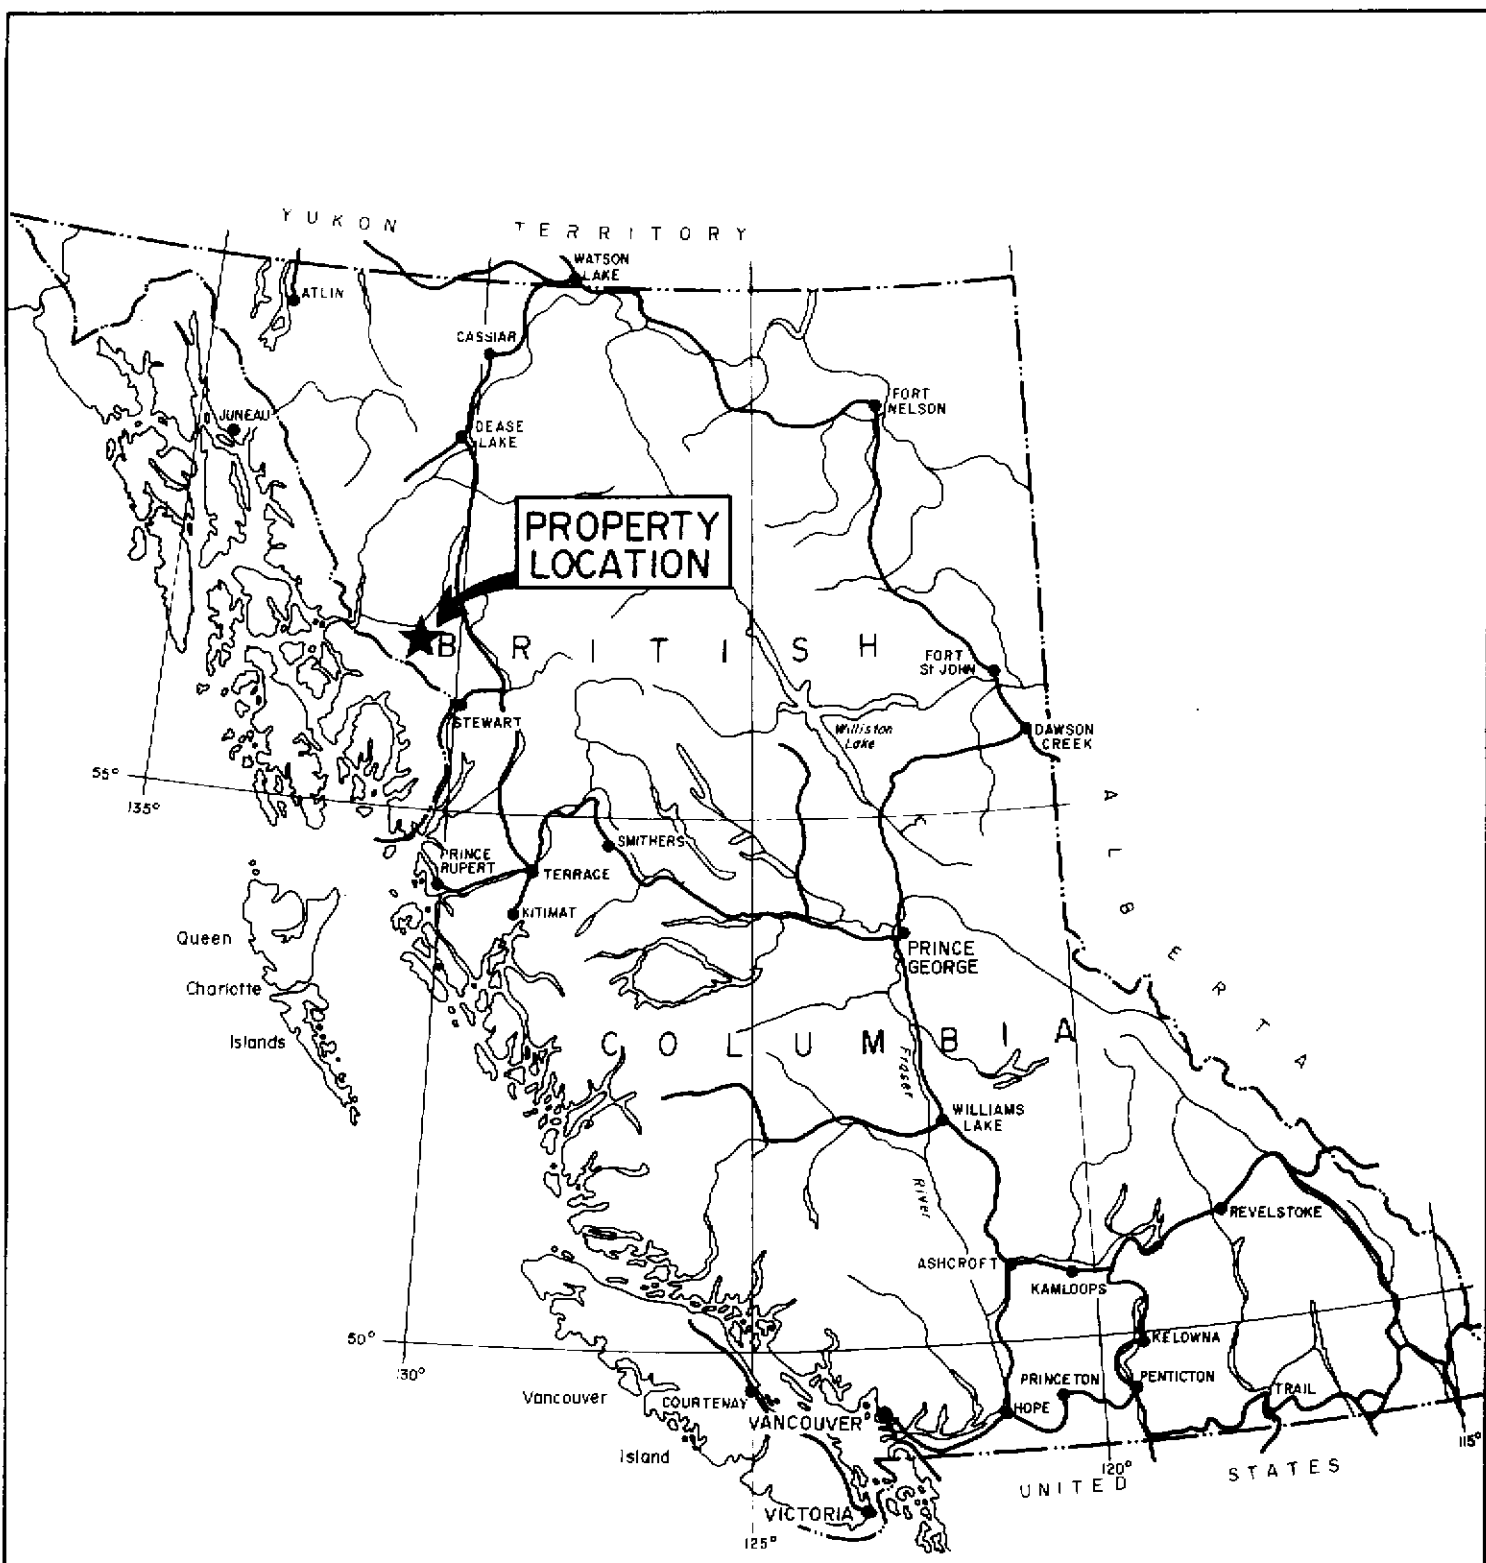 YUKON TERRITORY
WATSON
LAKE
ATLIN
CASSIAR
FORT
NELSON
JUNEAU
DEASE
LAKE
PROPERTY
LOCATION
BRITISH
FORT
St JOHN
STEWART
Williston
Lake
DAWSON
CREEK
55°
135°
ALBERTA
SMITHERS
PRINCE
RUPERT
TERRACE
KITIMAT
Queen
Charlotte
Islands
PRINCE
GEORGE
COLUMBIA
Fraser
River
WILLIAMS
LAKE
REVELSTOKE
ASHCROFT
KAMLOOPS
50°
130°
KELOWNA
Vancouver
Island
COURTENAY
PRINCETON
PENTICTON
TRAIL
VANCOUVER
HOPE
115°
120°
UNITED STATES
VICTORIA
125°